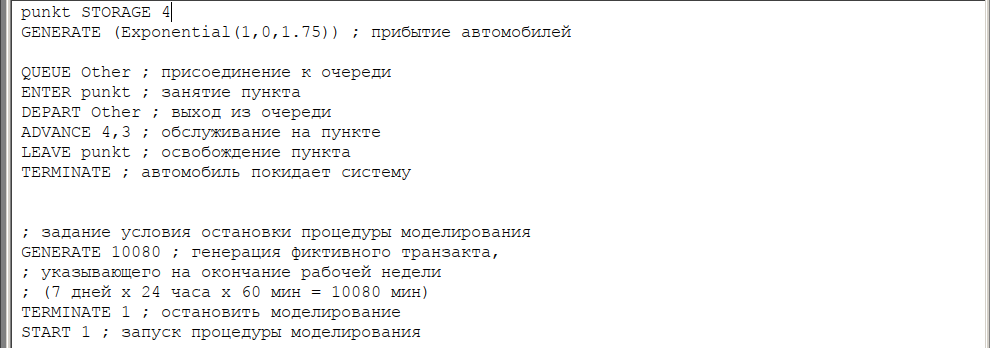 punkt STORAGE 4
GENERATE (Exponential(1,0,1.75)) ; прибытие автомобилей
QUEUE Other ; присоединение к очереди
ENTER punkt ; занятие пункта
DEPART Other ; выход из очереди
ADVANCE 4,3 ; обслуживание на пункте
LEAVE punkt ; освобождение пункта
TERMINATE ; автомобиль покидает систему
; задание условия остановки процедуры моделирования
GENERATE 10080 ; генерация фиктивного транзакта,
; указывающего на окончание рабочей недели
; (7 дней х 24 часа х 60 мин = 10080 мин)
TERMINATE 1 ; остановить моделирование
START 1 ; запуск процедуры моделирования